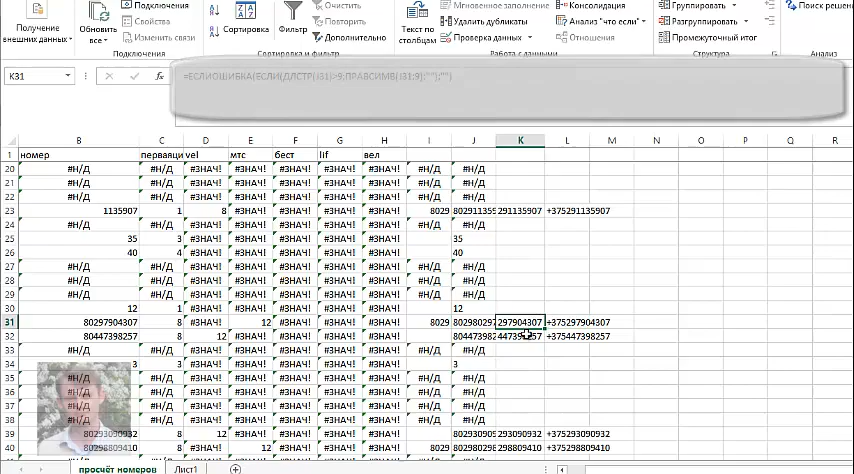 Получение внешних данных
Обновить все
Подключения
Свойства
Изменить связи
Подключения
Сортировка
Фильтр
Очистить
Повторить
Дополнительно
Сортировка и фильтр
Текст по столбцам
Мгновенное заполнение
Удалить дубликаты
Проверка данных
Консолидация
Анализ "что если"
Отношения
Работа с данными
Группировать
Разгруппировать
Промежуточный итог
Структура
Поиск решени
Анализ
K31 fx =ЕСЛИОШИБКА(ЕСЛИ(ДЛСТР(J31)>9;ПРАВСИМВ(J31;9);"");"")
B C D E F G H I J K L M N O P Q R
1 номер перваяци vel мтс бест lif вел
20 #Н/Д #Н/Д #ЗНАЧ! #ЗНАЧ! #ЗНАЧ! #ЗНАЧ! #ЗНАЧ! #Н/Д #Н/Д
21 #Н/Д #Н/Д #ЗНАЧ! #ЗНАЧ! #ЗНАЧ! #ЗНАЧ! #ЗНАЧ! #Н/Д #Н/Д
22 #Н/Д #Н/Д #ЗНАЧ! #ЗНАЧ! #ЗНАЧ! #ЗНАЧ! #ЗНАЧ! #Н/Д #Н/Д
23 1135907 1 8 #ЗНАЧ! #ЗНАЧ! #ЗНАЧ! #ЗНАЧ! 8029 80291135 291135907 +375291135907
24 #Н/Д #Н/Д #ЗНАЧ! #ЗНАЧ! #ЗНАЧ! #ЗНАЧ! #ЗНАЧ! #Н/Д #Н/Д
25 35 3 #ЗНАЧ! #ЗНАЧ! #ЗНАЧ! #ЗНАЧ! #ЗНАЧ! 35
26 40 4 #ЗНАЧ! #ЗНАЧ! #ЗНАЧ! #ЗНАЧ! #ЗНАЧ! 40
27 #Н/Д #Н/Д #ЗНАЧ! #ЗНАЧ! #ЗНАЧ! #ЗНАЧ! #ЗНАЧ! #Н/Д #Н/Д
28 #Н/Д #Н/Д #ЗНАЧ! #ЗНАЧ! #ЗНАЧ! #ЗНАЧ! #ЗНАЧ! #Н/Д #Н/Д
29 #Н/Д #Н/Д #ЗНАЧ! #ЗНАЧ! #ЗНАЧ! #ЗНАЧ! #ЗНАЧ! #Н/Д #Н/Д
30 12 1 #ЗНАЧ! #ЗНАЧ! #ЗНАЧ! #ЗНАЧ! #ЗНАЧ! 12
31 80297904307 8 #ЗНАЧ! 12 #ЗНАЧ! #ЗНАЧ! #ЗНАЧ! 8029 802980297 297904307 +375297904307
32 80447398257 8 12 #ЗНАЧ! #ЗНАЧ! #ЗНАЧ! #ЗНАЧ! 804473982 +375447398257
33 #Н/Д #Н/Д #ЗНАЧ! #ЗНАЧ! #ЗНАЧ! #ЗНАЧ! #ЗНАЧ! #Н/Д #Н/Д
34 3 3 #ЗНАЧ! #ЗНАЧ! #ЗНАЧ! #ЗНАЧ! #ЗНАЧ! 3
35 #Н/Д #Н/Д #ЗНАЧ! #ЗНАЧ! #ЗНАЧ! #ЗНАЧ! #ЗНАЧ! #Н/Д #Н/Д
36 #Н/Д #Н/Д #ЗНАЧ! #ЗНАЧ! #ЗНАЧ! #ЗНАЧ! #ЗНАЧ! #Н/Д #Н/Д
37 #Н/Д #Н/Д #ЗНАЧ! #ЗНАЧ! #ЗНАЧ! #ЗНАЧ! #ЗНАЧ! #Н/Д #Н/Д
38 #Н/Д #Н/Д #ЗНАЧ! #ЗНАЧ! #ЗНАЧ! #ЗНАЧ! #ЗНАЧ! #Н/Д #Н/Д
39 80293090932 8 12 #ЗНАЧ! #ЗНАЧ! #ЗНАЧ! #ЗНАЧ! 802930909 293090932 +375293090932
40 80298809410 8 #ЗНАЧ! 12 #ЗНАЧ! #ЗНАЧ! #ЗНАЧ! 8029 802980298 298809410 +375298809410
просчёт номеров Лист1